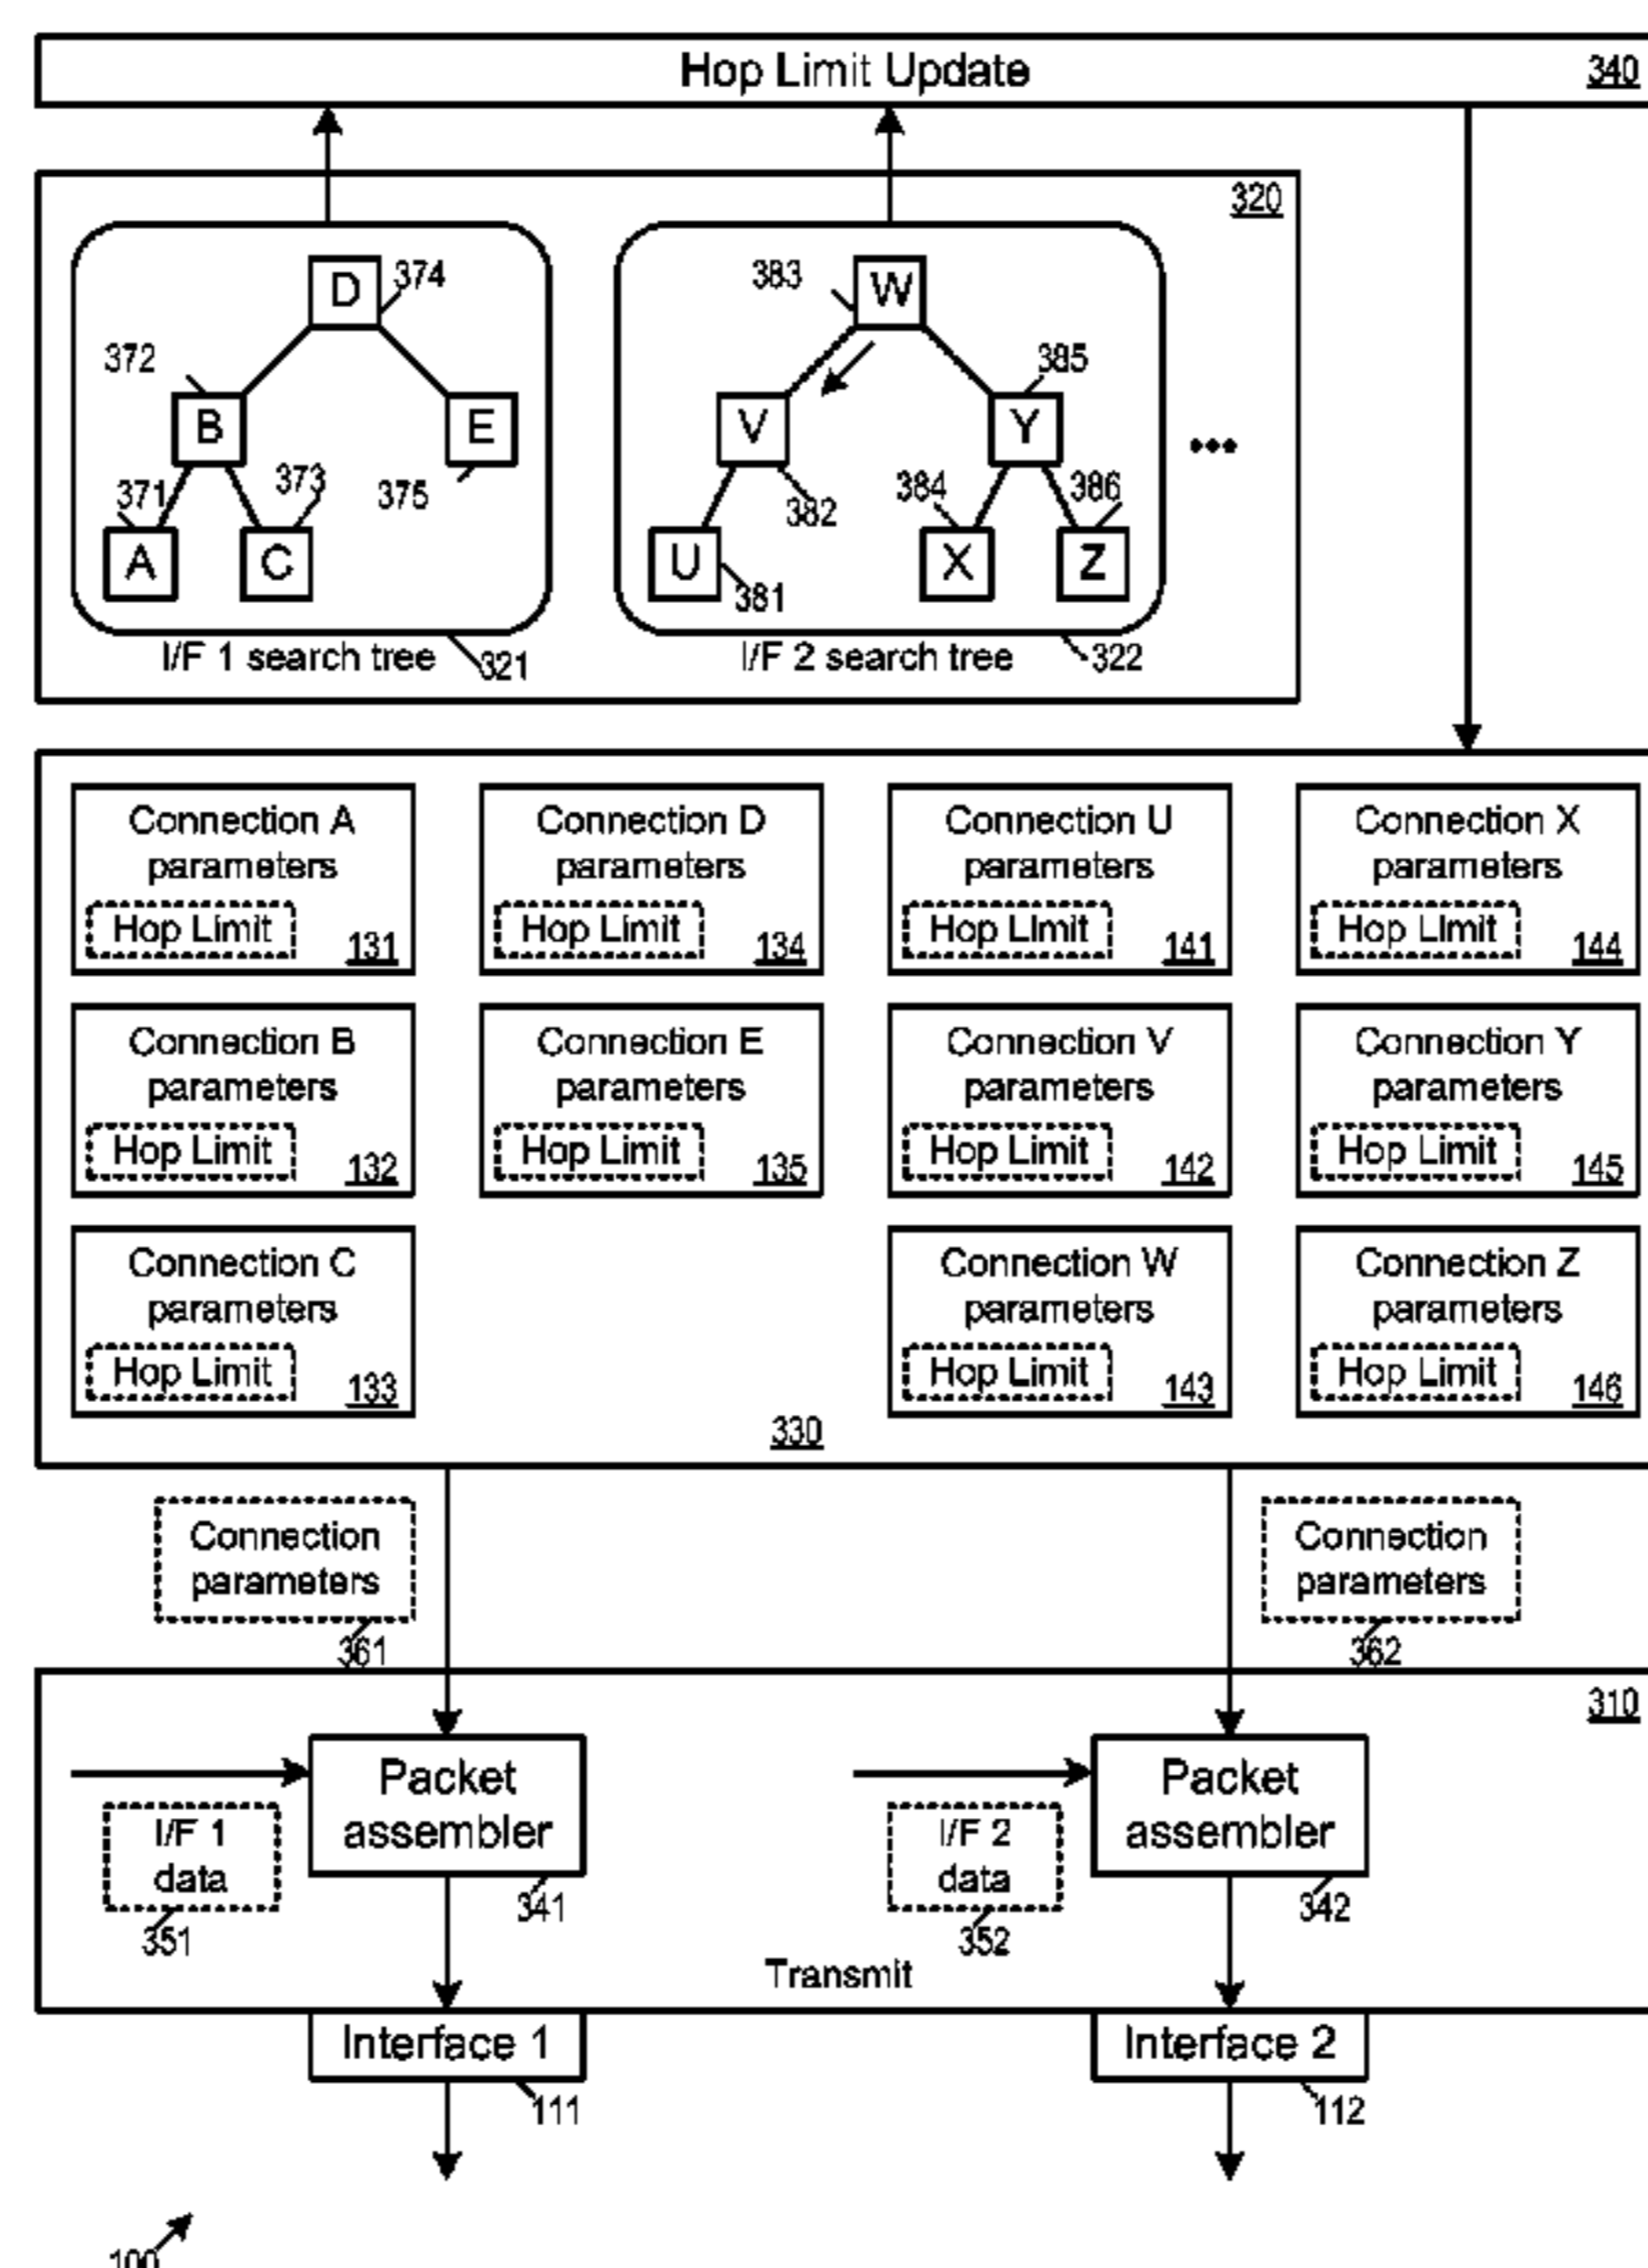 Hop Limit Update 340
320
D 374
383 W
372
385
B
E
V
Y
•••
371
373
375
382
384
386
A
C
U
381
X
Z
I/F 1 search tree 321
I/F 2 search tree 322
Connection A
parameters
Hop Limit 131
Connection D
parameters
Hop Limit 134
Connection U
parameters
Hop Limit 141
Connection X
parameters
Hop Limit 144
Connection B
parameters
Hop Limit 132
Connection E
parameters
Hop Limit 135
Connection V
parameters
Hop Limit 142
Connection Y
parameters
Hop Limit 145
Connection C
parameters
Hop Limit 133
Connection W
parameters
Hop Limit 143
Connection Z
parameters
Hop Limit 146
330
Connection
parameters
361
Connection
parameters
362
310
Packet
assembler
341
I/F 1
data
351
Packet
assembler
342
I/F 2
data
352
Transmit
Interface 1
111
Interface 2
112
100